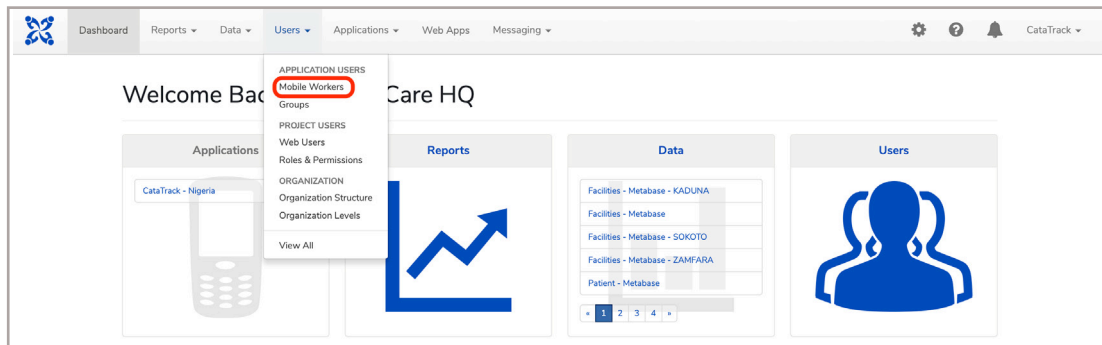 Dashboard Reports Data Users Applications Web Apps Messaging CataTrack
APPLICATION USERS
Mobile Workers
Groups
PROJECT USERS
Web Users
Roles & Permissions
ORGANIZATION
Organization Structure
Organization Levels
View All
Welcome Bac Care HQ
Applications
CataTrack - Nigeria
Reports
Data
Facilities - Metabase - KADUNA
Facilities - Metabase
Facilities - Metabase - SOKOTO
Facilities - Metabase - ZAMFARA
Patient - Metabase
« 1 2 3 4 »
Users